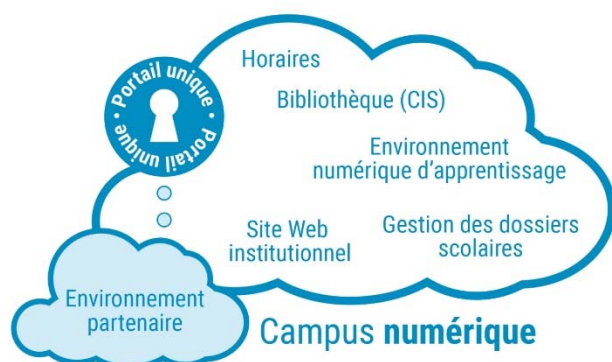 Portail unique • Portail unique •
Horaires
Bibliothèque (CIS)
Environnement
numérique d'apprentissage
Site Web
institutionnel
Gestion des dossiers
scolaires
Environnement
partenaire
Campus numérique